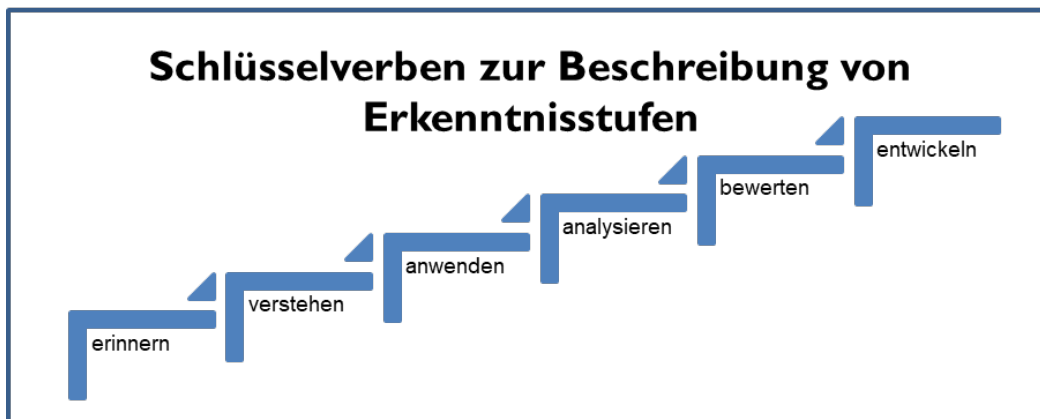 Schlüsselverben zur Beschreibung von
Erkenntnisstufen
erinnern
verstehen
anwenden
analysieren
bewerten
entwickeln